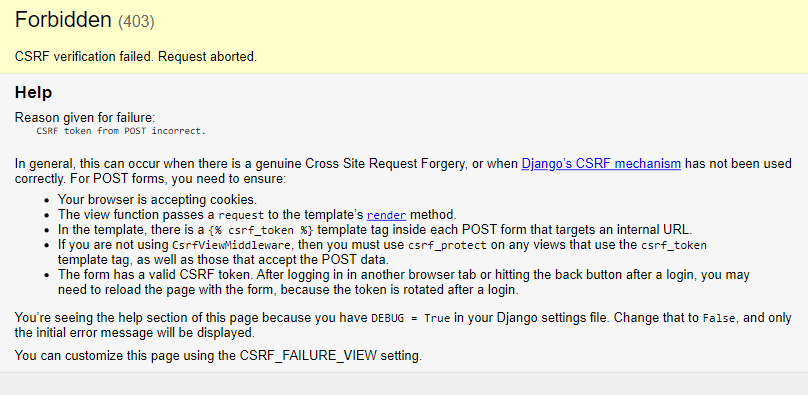 Forbidden (403)
CSRF verification failed. Request aborted.
Help
Reason given for failure:
CSRF token from POST incorrect.
In general, this can occur when there is a genuine Cross Site Request Forgery, or when Django's CSRF mechanism has not been used
correctly. For POST forms, you need to ensure:
• Your browser is accepting cookies.
• The view function passes a request to the template's render method.
• In the template, there is a {% csrf_token %} template tag inside each POST form that targets an internal URL.
• If you are not using CsrfViewMiddleware, then you must use csrf_protect on any views that use the csrf_token
template tag, as well as those that accept the POST data.
• The form has a valid CSRF token. After logging in in another browser tab or hitting the back button after a login, you may
need to reload the page with the form, because the token is rotated after a login.
You're seeing the help section of this page because you have DEBUG = True in your Django settings file. Change that to False, and only
the initial error message will be displayed.
You can customize this page using the CSRF_FAILURE_VIEW setting.